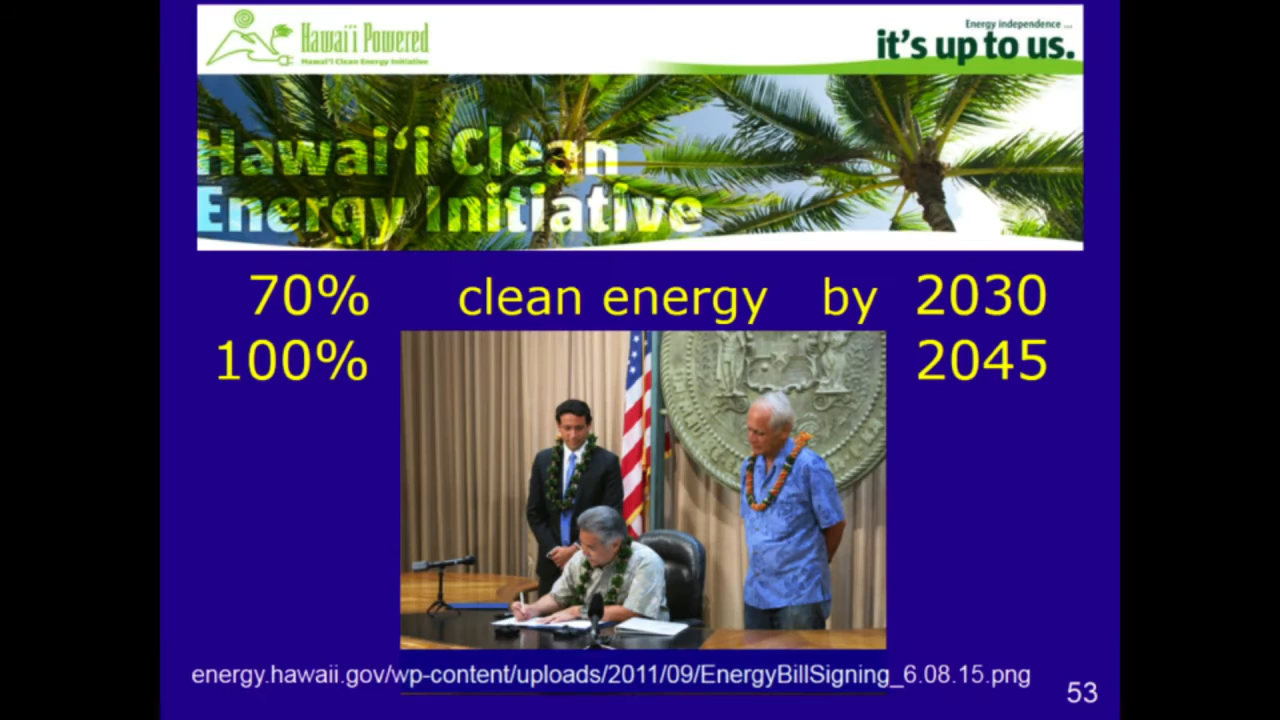 Hawai'i Powered
Hawai'i Clean Energy Initiative
Energy independence ...
it's up to us.
Hawai‘i Clean
Energy Initiative
70% clean energy by 2030
100% 2045
energy.hawaii.gov/wp-content/uploads/2011/09/EnergyBillSigning_6.08.15.png
53